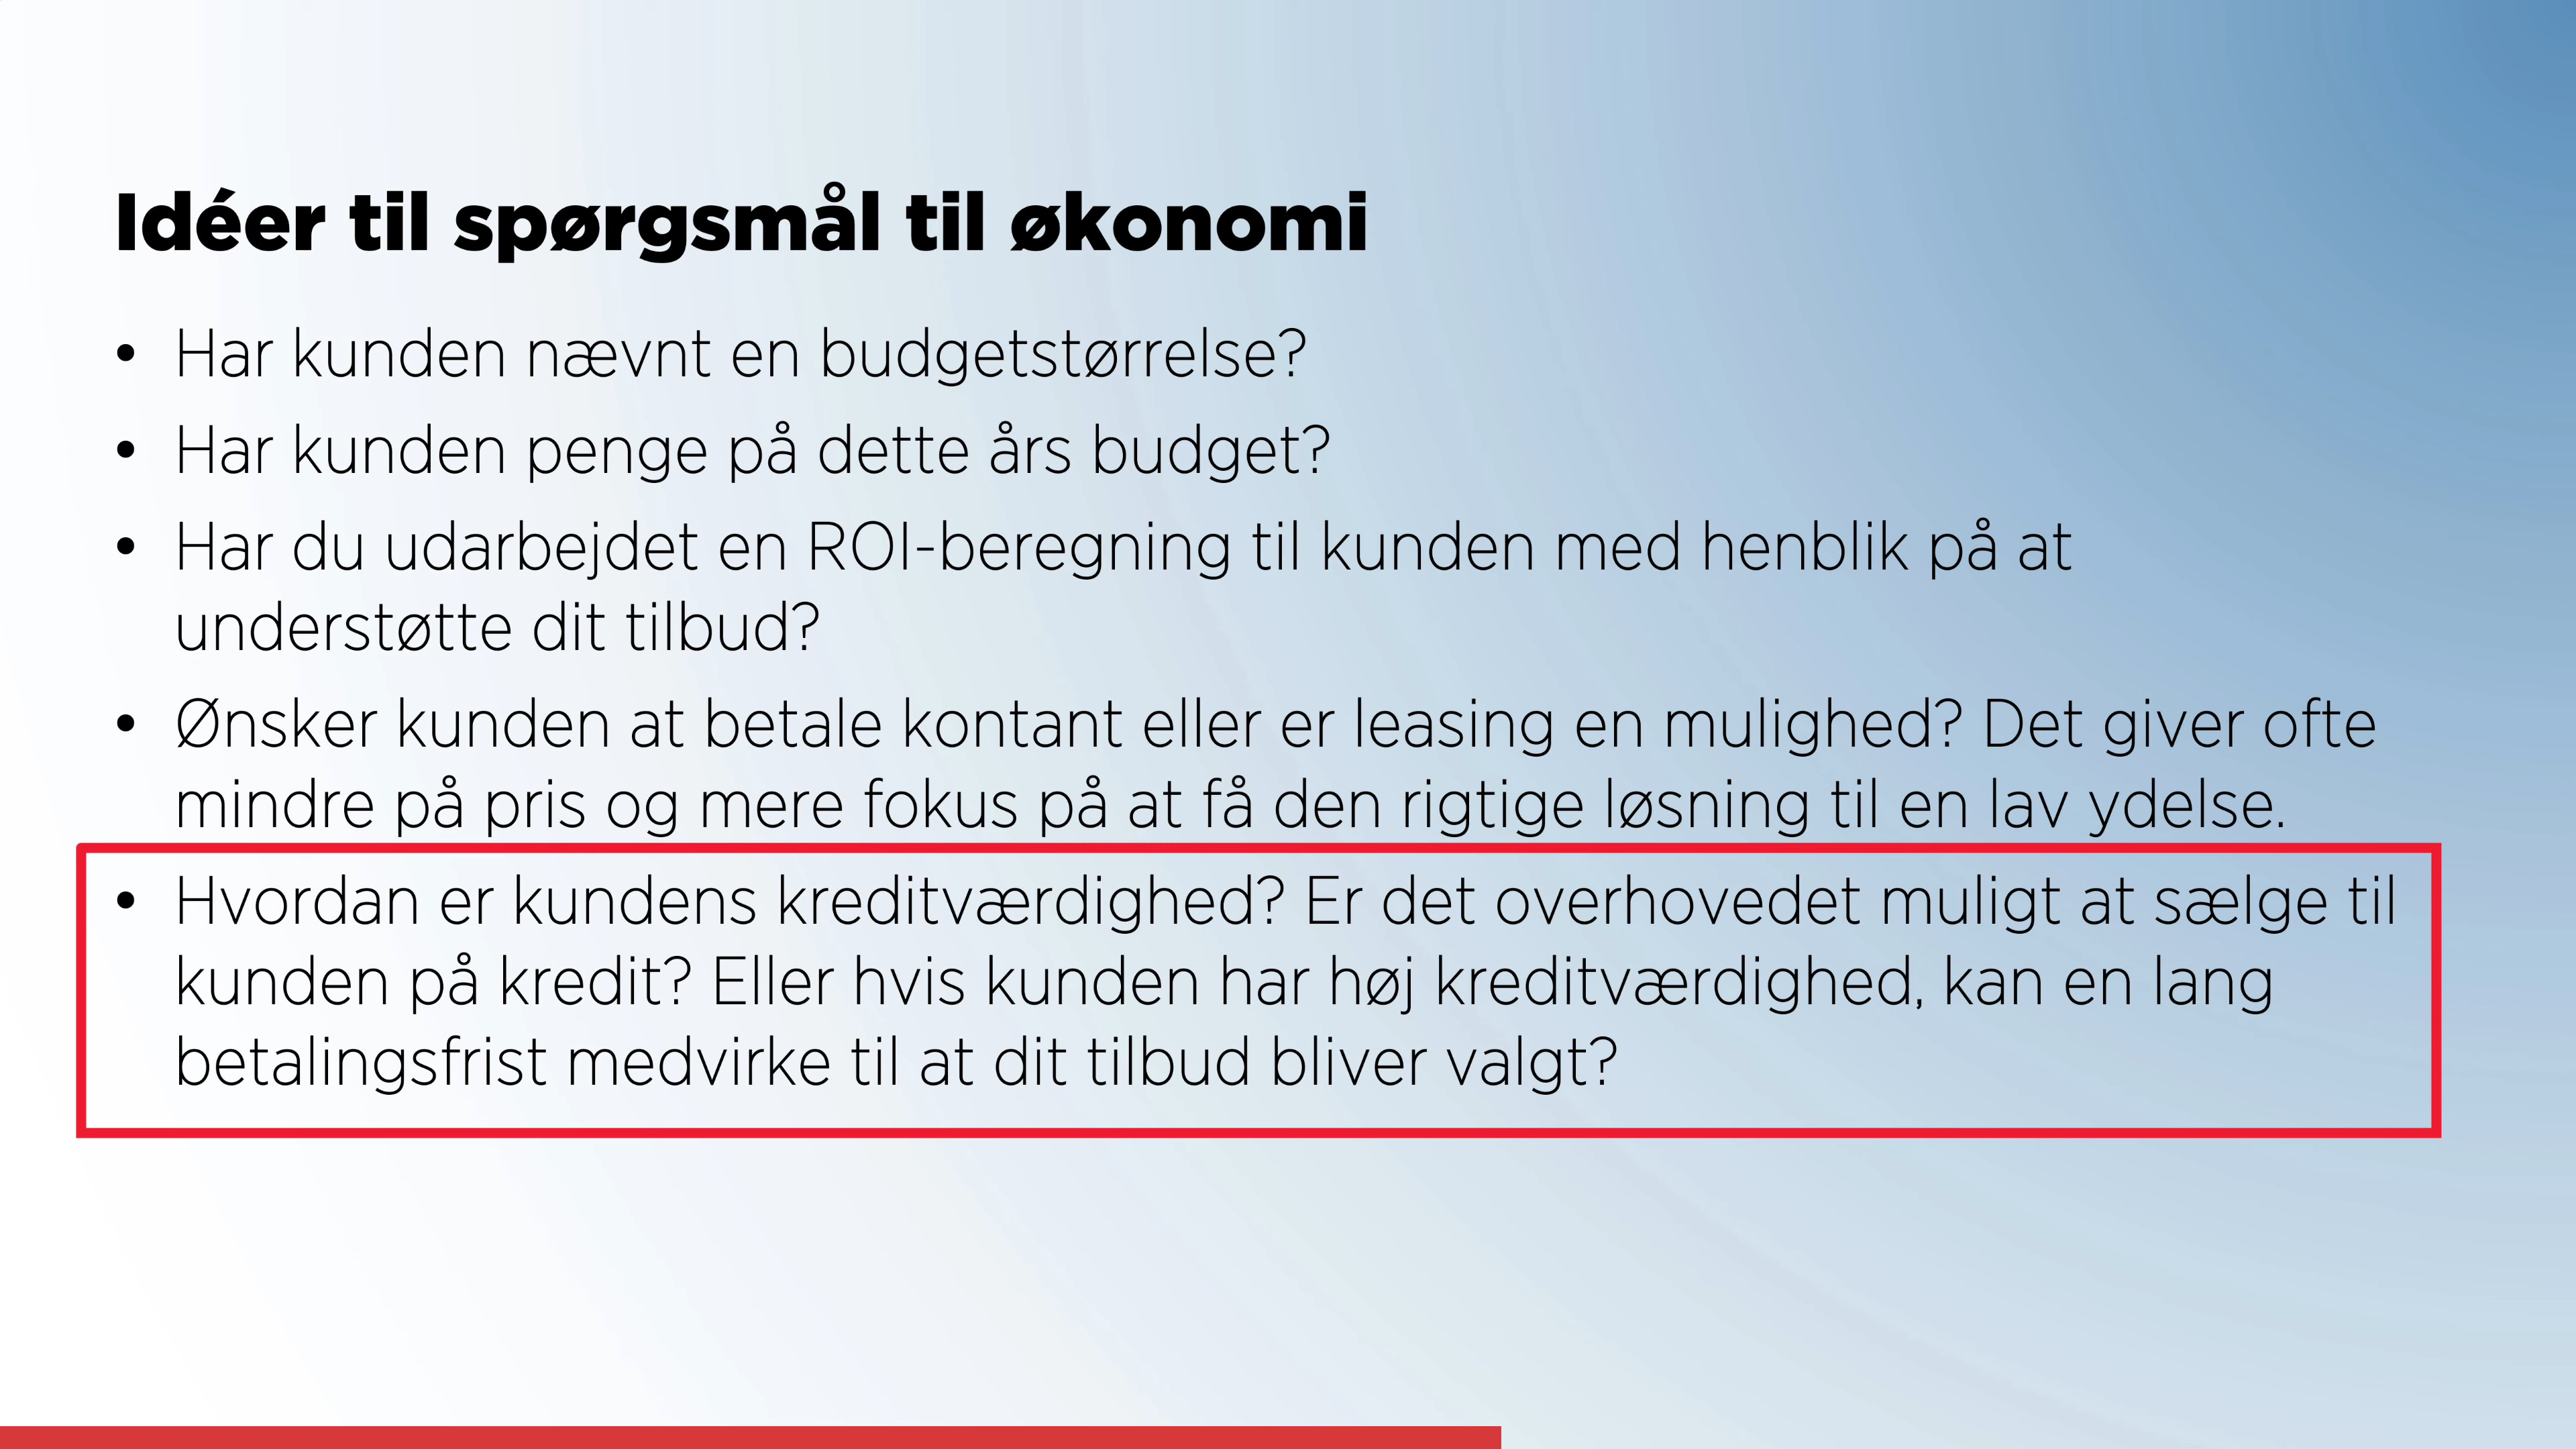 Idéer til spørgsmål til økonomi
• Har kunden nævnt en budgetstørrelse?
• Har kunden penge på dette års budget?
• Har du udarbejdet en ROI-beregning til kunden med henblik på at
understøtte dit tilbud?
• Ønsker kunden at betale kontant eller er leasing en mulighed? Det giver ofte
mindre på pris og mere fokus på at få den rigtige løsning til en lav ydelse.
• Hvordan er kundens kreditværdighed? Er det overhovedet muligt at sælge til
kunden på kredit? Eller hvis kunden har høj kreditværdighed, kan en lang
betalingsfrist medvirke til at dit tilbud bliver valgt?